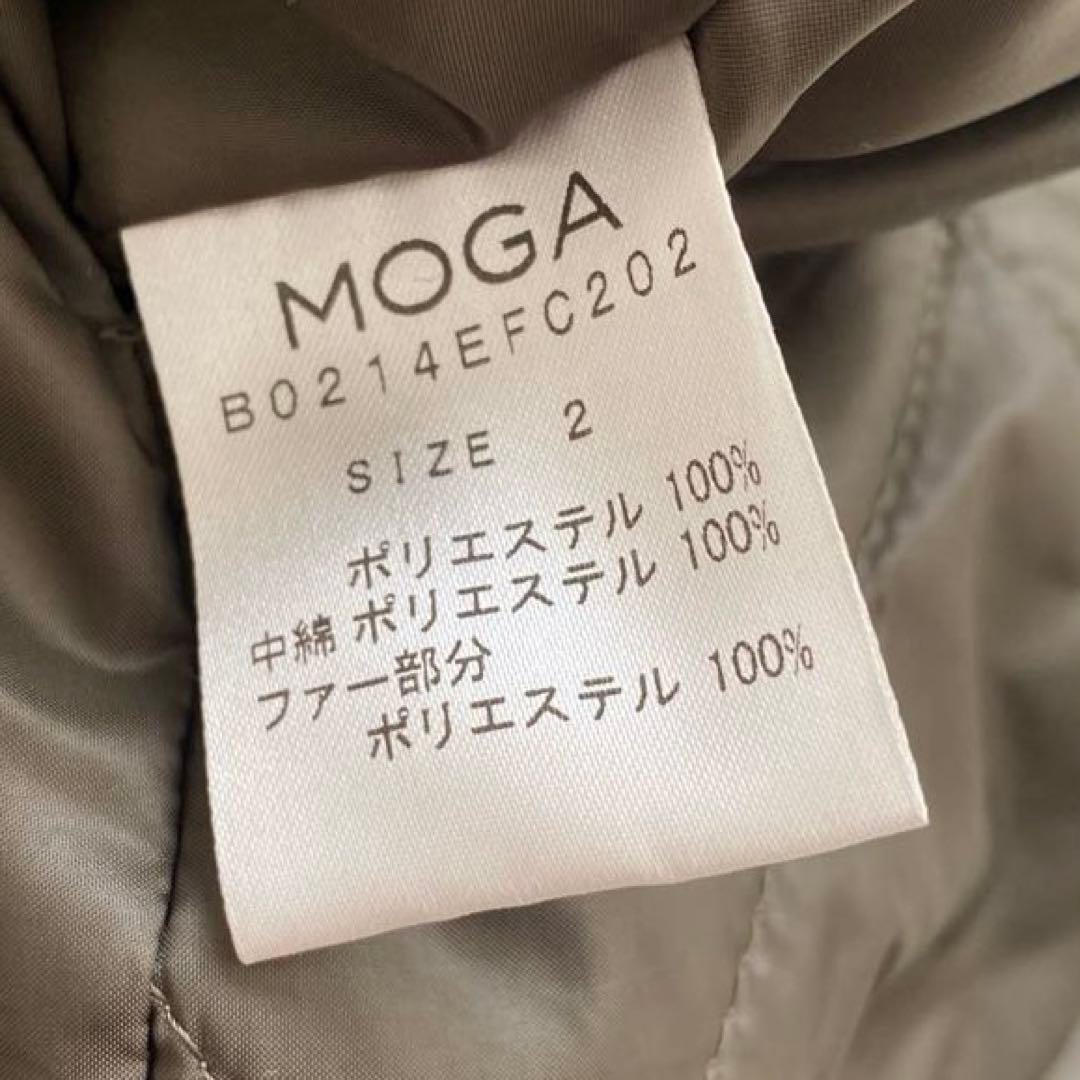 MOGA
B0214EFC202
SIZE 2
ポリエステル 100%
中綿 ポリエステル 100%
ファー部分
ポリエステル 100%